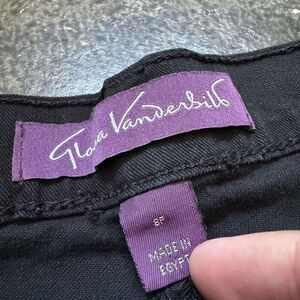 Gloria Vanderbilt
8P
MADE IN
EGYPT